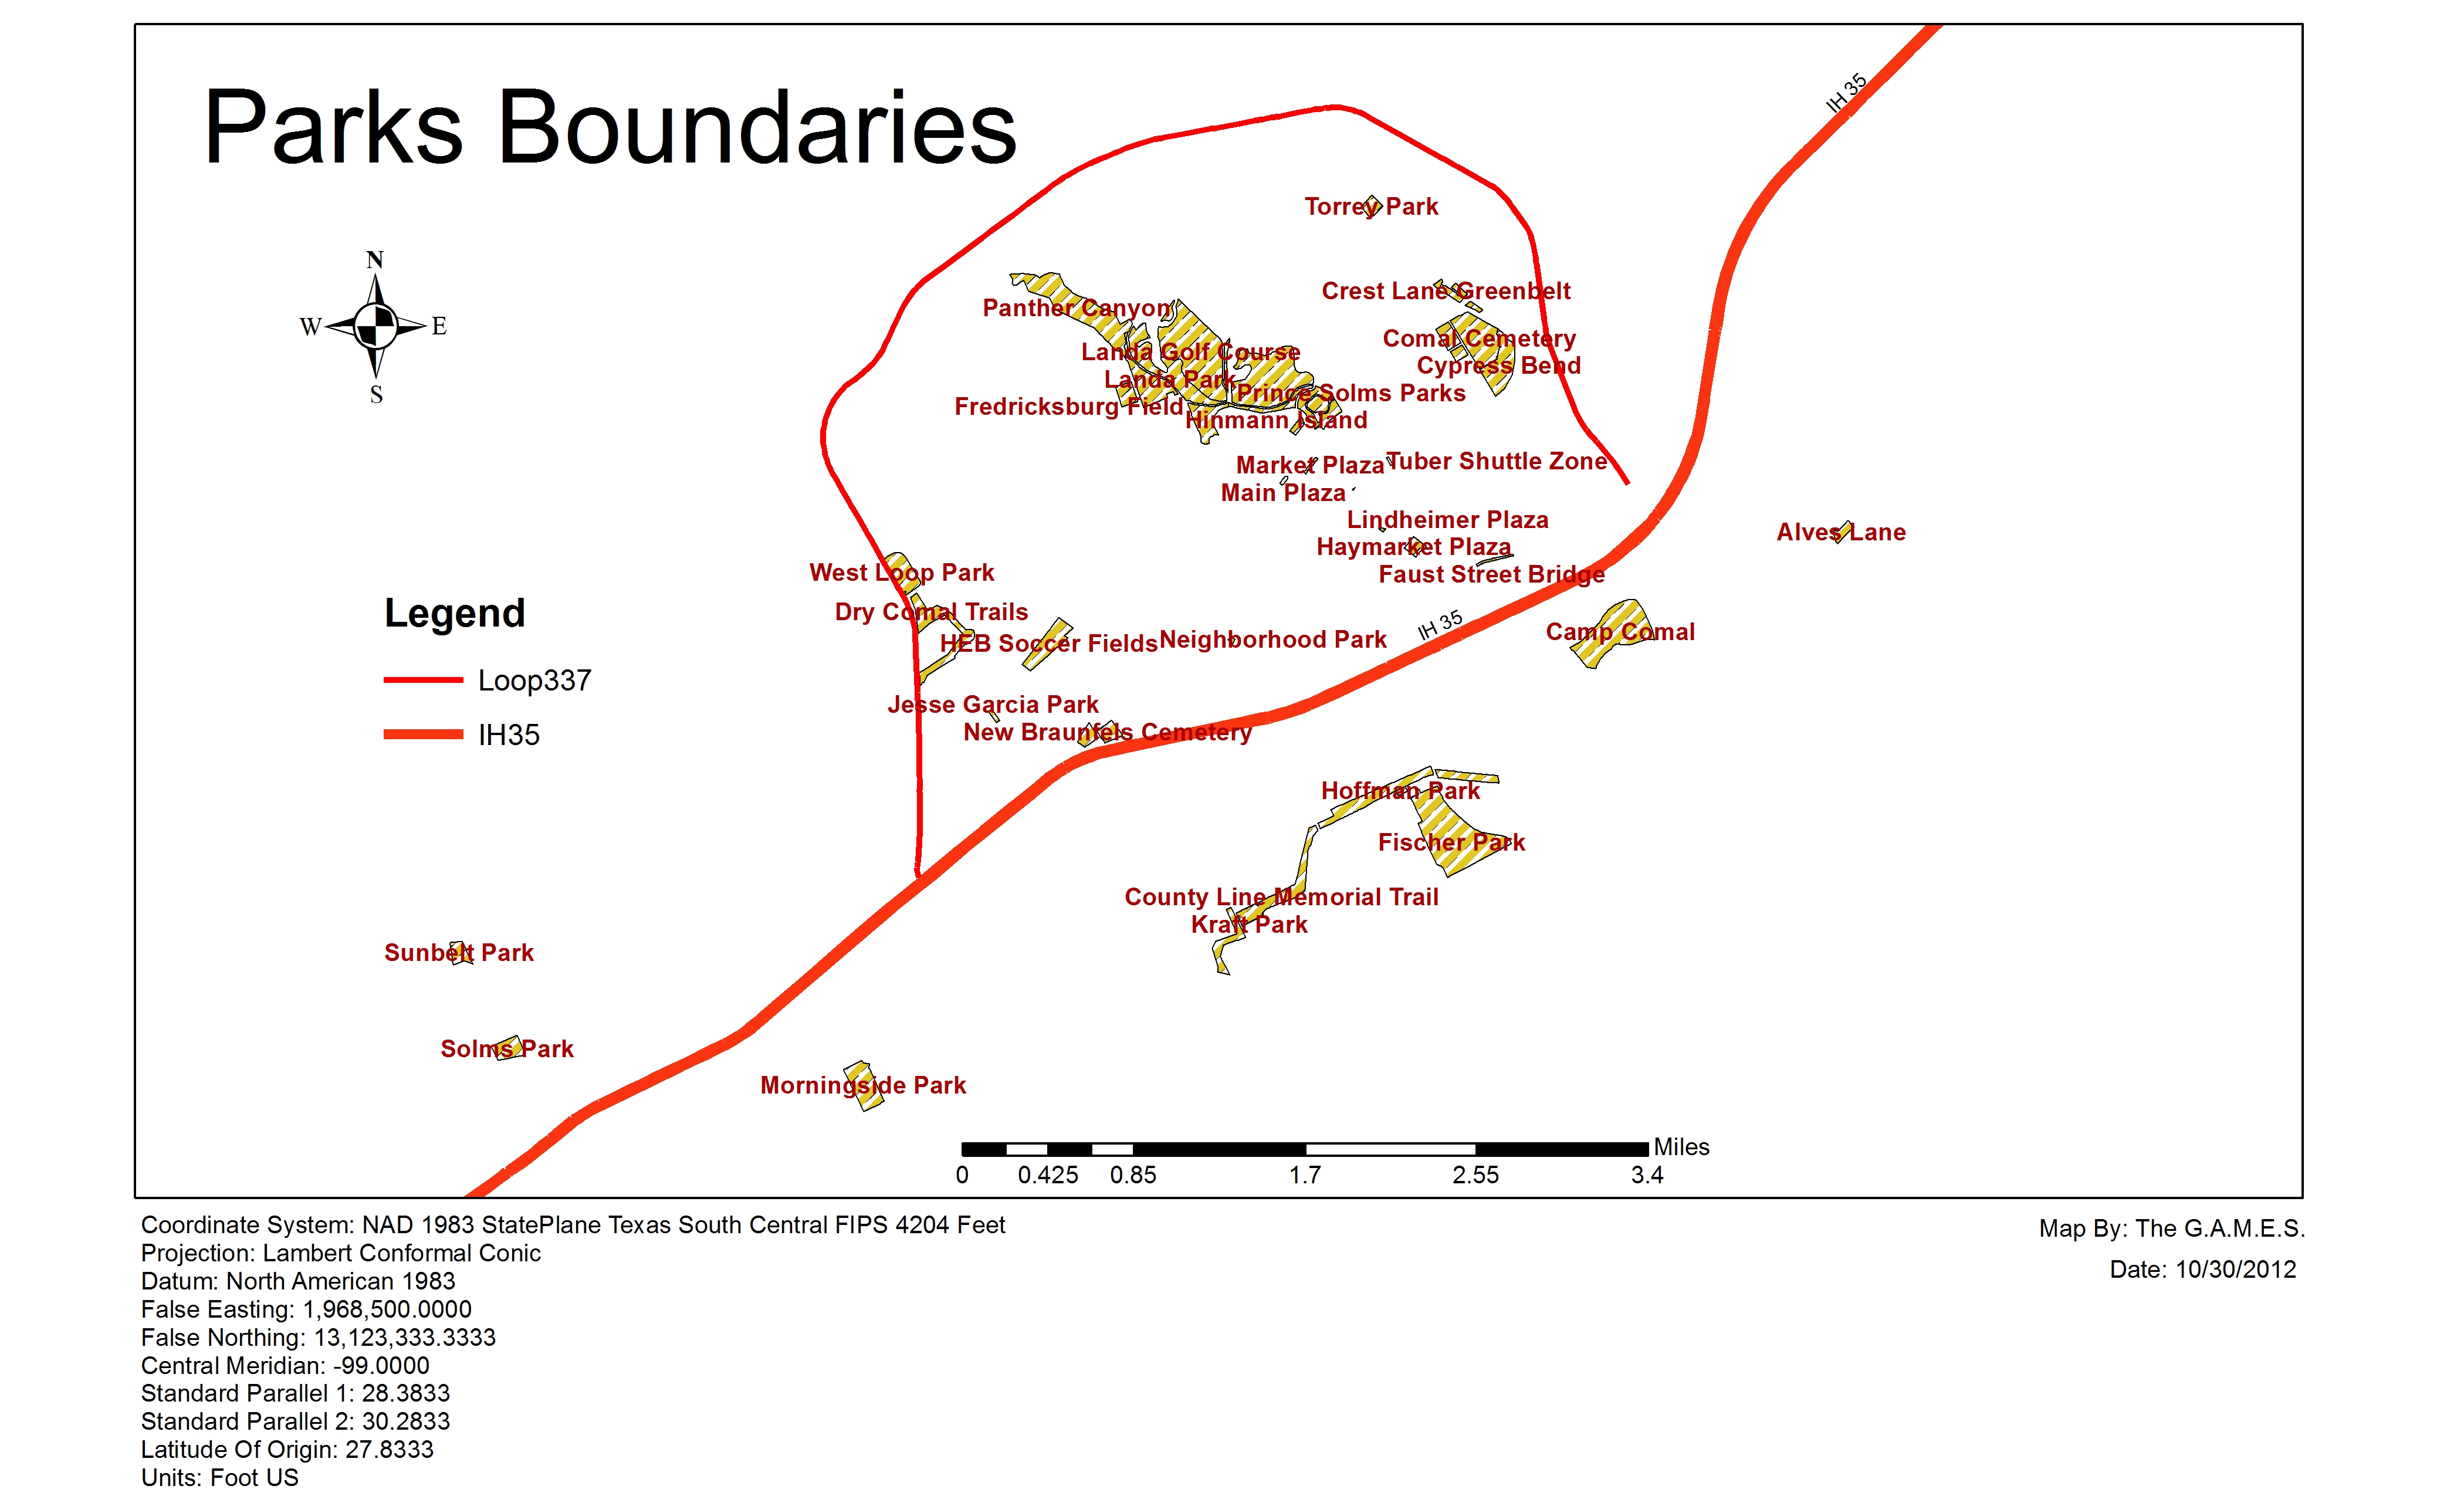 Parks Boundaries
IH 35
N
W E
S
Torrey Park
Crest Lane Greenbelt
Panther Canyon
Comal Cemetery
Landa Golf Course
Cypress Bend
Landa Park
Prince Solms Parks
Fredricksburg Field
Hinmann Island
Market Plaza
Tuber Shuttle Zone
Main Plaza
Lindheimer Plaza
Alves Lane
Haymarket Plaza
West Loop Park
Faust Street Bridge
Dry Comal Trails
IH 35
Camp Comal
HEB Soccer Fields
Neighborhood Park
Jesse Garcia Park
New Braunfels Cemetery
Legend
Loop337
IH35
Hoffman Park
Fischer Park
County Line Memorial Trail
Kraft Park
Sunbelt Park
Solms Park
Morningside Park
Miles
0 0.425 0.85 1.7 2.55 3.4
Coordinate System: NAD 1983 StatePlane Texas South Central FIPS 4204 Feet
Projection: Lambert Conformal Conic
Datum: North American 1983
False Easting: 1,968,500.0000
False Northing: 13,123,333.3333
Central Meridian: -99.0000
Standard Parallel 1: 28.3833
Standard Parallel 2: 30.2833
Latitude Of Origin: 27.8333
Units: Foot US
Map By: The G.A.M.E.S.
Date: 10/30/2012